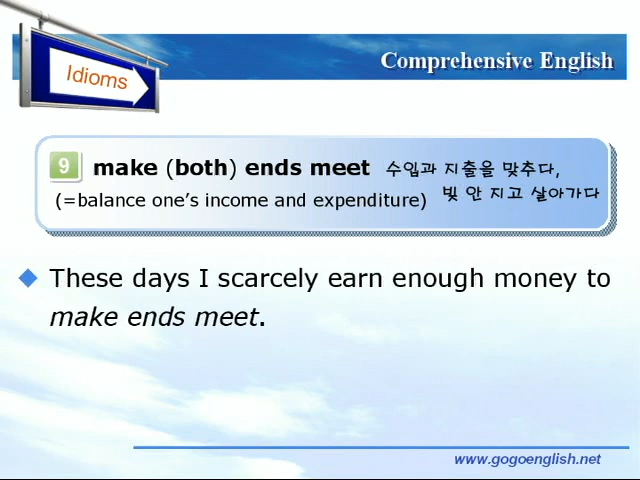 Idioms
Comprehensive English
9 make (both) ends meet 수입과 지출을 맞추다,
(=balance one’s income and expenditure) 빚 안 지고 살아가다
These days I scarcely earn enough money to
make ends meet.
www.gogoenglish.net